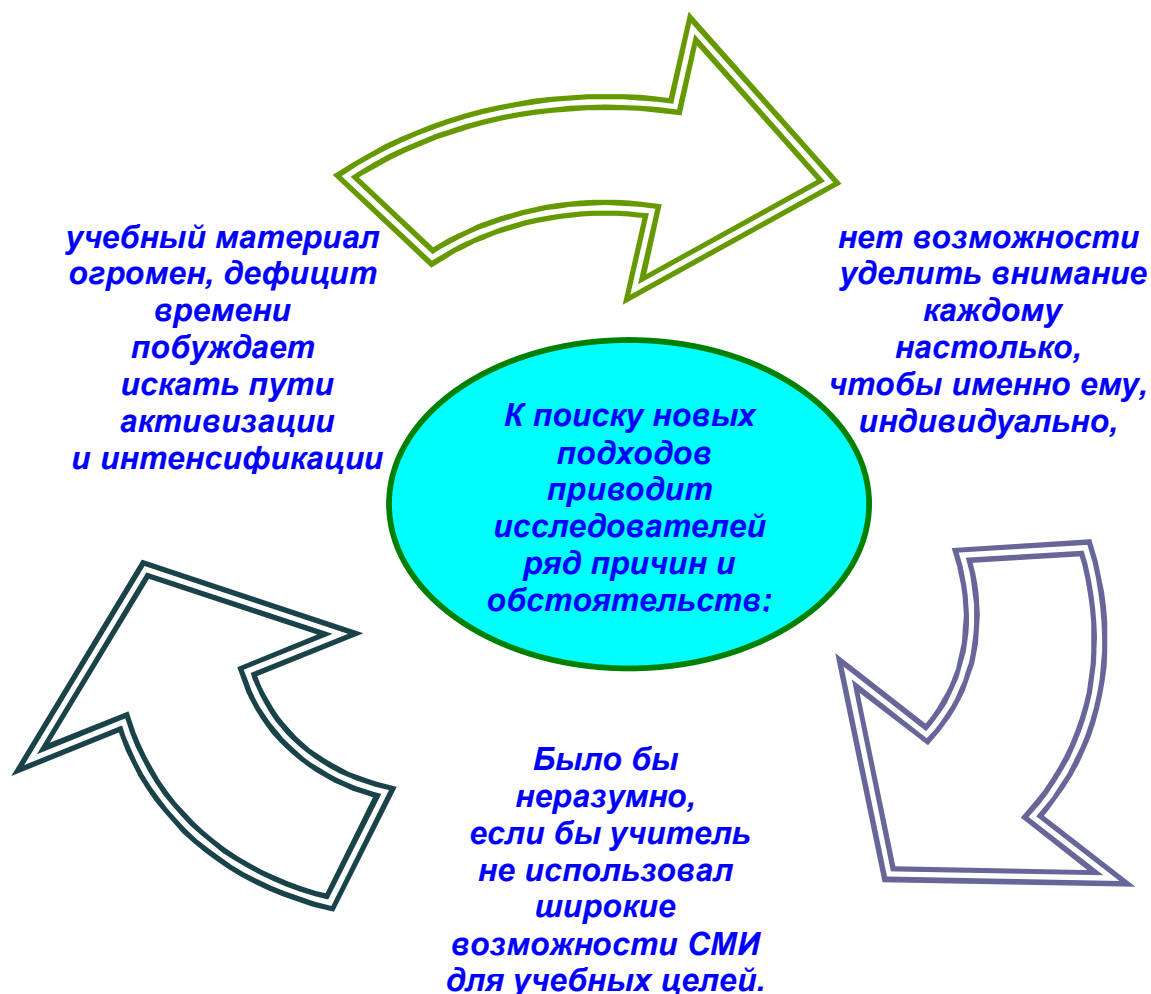 учебный материал
огромен, дефицит
времени
побуждает
искать пути
активизации
и интенсификации
нет возможности
уделить внимание
каждому
настолько,
чтобы именно ему,
индивидуально,
К поиску новых
подходов
приводит
исследователей
ряд причин и
обстоятельств:
Было бы
неразумно,
если бы учитель
не использовал
широкие
возможности СМИ
для учебных целей.